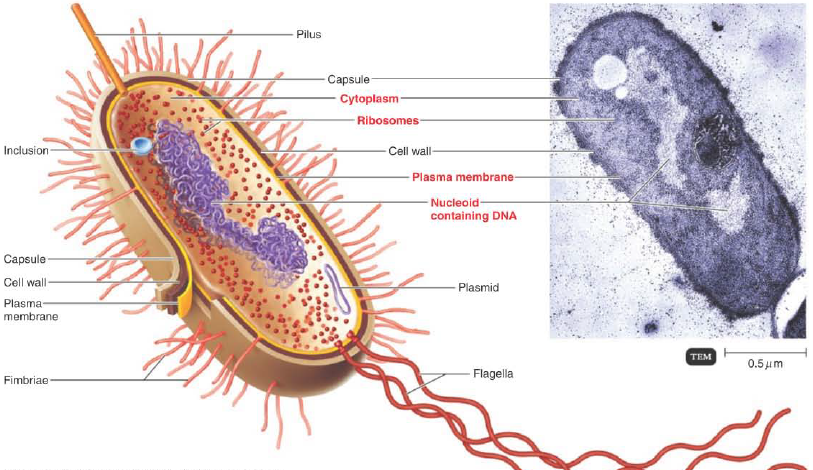 Pilus
Capsule
Cytoplasm
Ribosomes
Inclusion
Cell wall
Plasma membrane
Nucleoid
containing DNA
Capsule
Cell wall
Plasma
membrane
Plasmid
Fimbriae
Flagella
TEM
0.5 μm